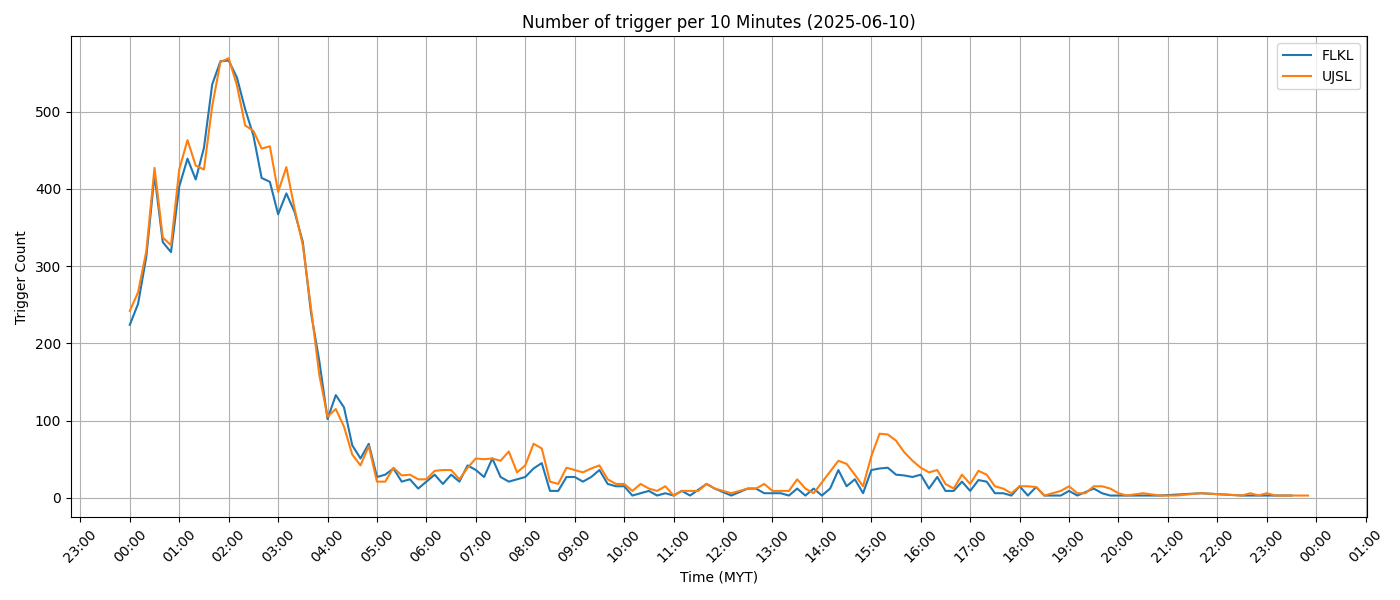 Number of trigger per 10 Minutes (2025-06-10)
FLKL
UJSL
Trigger Count
500
400
300
200
100
0
23:00 00:00 01:00 02:00 03:00 04:00 05:00 06:00 07:00 08:00 09:00 10:00 11:00 12:00 13:00 14:00 15:00 16:00 17:00 18:00 19:00 20:00 21:00 22:00 23:00 00:00 01:00
Time (MYT)